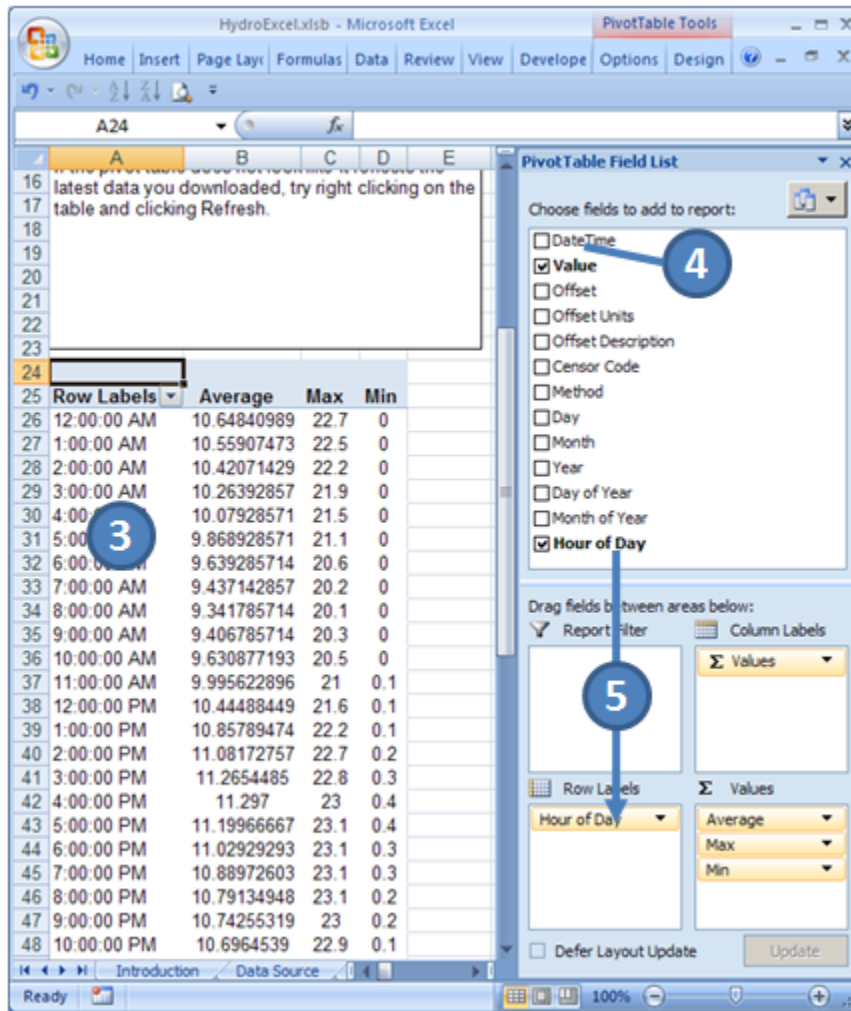 HydroExcel.xlsb - Microsoft Excel
PivotTable Tools
Home Insert Page Layo Formulas Data Review View Develope Options Design
A24 fx
A B C D E
16 latest data you downloaded, try right clicking on the
17 table and clicking Refresh.
18
19
20
21
22
23
24
25 Row Labels Average Max Min
26 12:00:00 AM 10.64840989 22.7 0
27 1:00:00 AM 10.55907473 22.5 0
28 2:00:00 AM 10.42071429 22.2 0
29 3:00:00 AM 10.26392857 21.9 0
30 4:00 10.07928571 21.5 0
31 5:00 9.868928571 21.1 0
3
32 6:00:00 AM 9.639285714 20.6 0
33 7:00:00 AM 9.437142857 20.2 0
34 8:00:00 AM 9.341785714 20.1 0
35 9:00:00 AM 9.406785714 20.3 0
36 10:00:00 AM 9.630877193 20.5 0
37 11:00:00 AM 9.995622896 21 0.1
38 12:00:00 PM 10.44488449 21.6 0.1
39 1:00:00 PM 10.85789474 22.2 0.1
40 2:00:00 PM 11.08172757 22.7 0.2
41 3:00:00 PM 11.2654485 22.8 0.3
42 4:00:00 PM 11.297 23 0.4
43 5:00:00 PM 11.19966667 23.1 0.4
44 6:00:00 PM 11.02929293 23.1 0.3
45 7:00:00 PM 10.88972603 23.1 0.3
46 8:00:00 PM 10.79134948 23.1 0.2
47 9:00:00 PM 10.74255319 23 0.2
48 10:00:00 PM 10.6964539 22.9 0.1
Introduction Data Source
Ready
PivotTable Field List
Choose fields to add to report:
DateTime
4
Value
Offset
Offset Units
Offset Description
Censor Code
Method
Day
Month
Year
Day of Year
Month of Year
Hour of Day
Drag fields between areas below:
Report Filter
Column Labels
Σ Values
5
Row Labels
Σ Values
Hour of Day
Average
Max
Min
Defer Layout Update
Update
100%